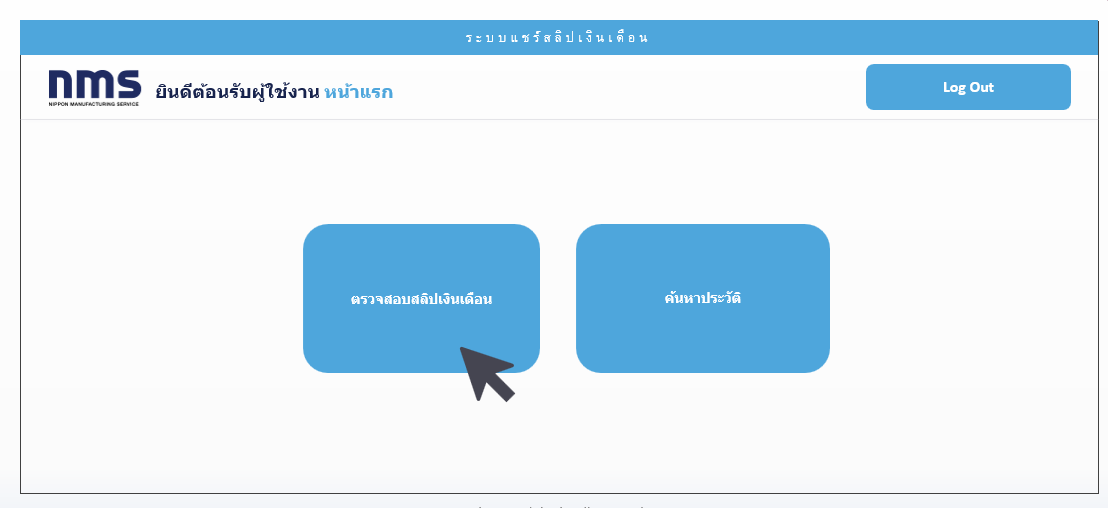 ระบบแชร์สลิปเงินเดือน
nms
NIPPON MANUFACTURING SERVICE
ยินดีต้อนรับผู้ใช้งาน หน้าแรก
Log Out
ตรวจสอบสลิปเงินเดือน
ค้นหาประวัติ